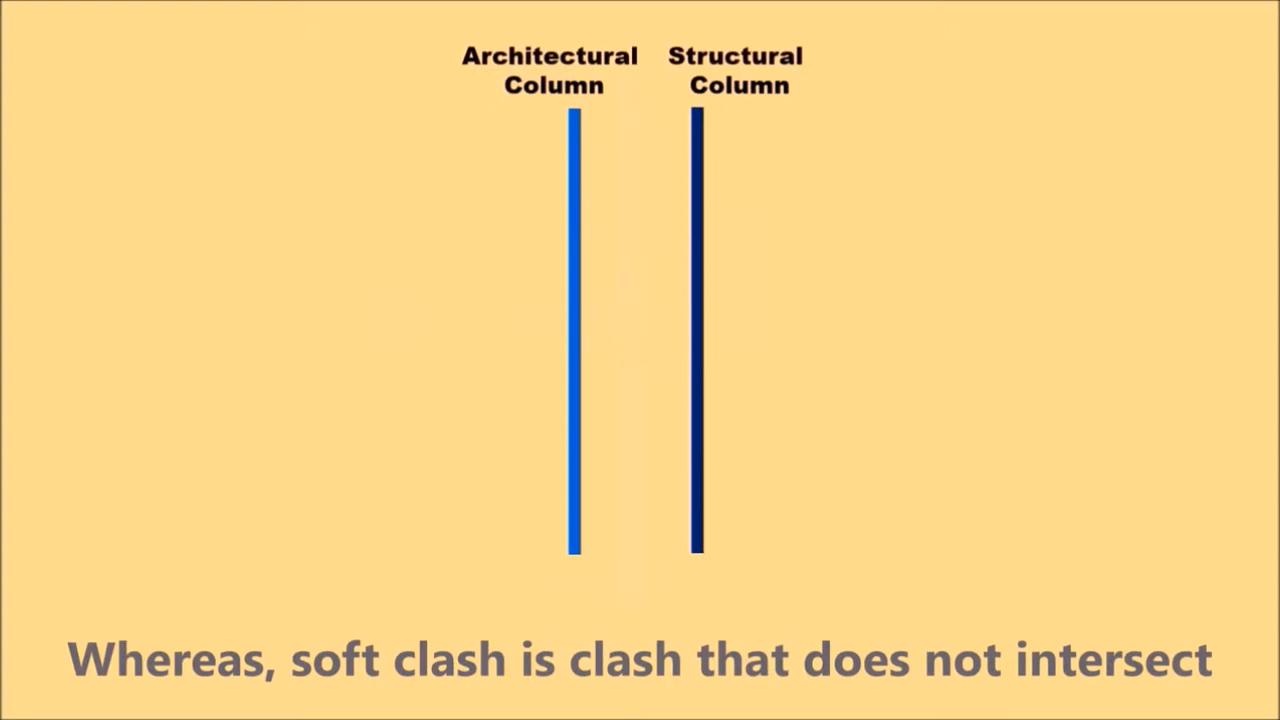 Architectural Column
Structural Column
Whereas, soft clash is clash that does not intersect